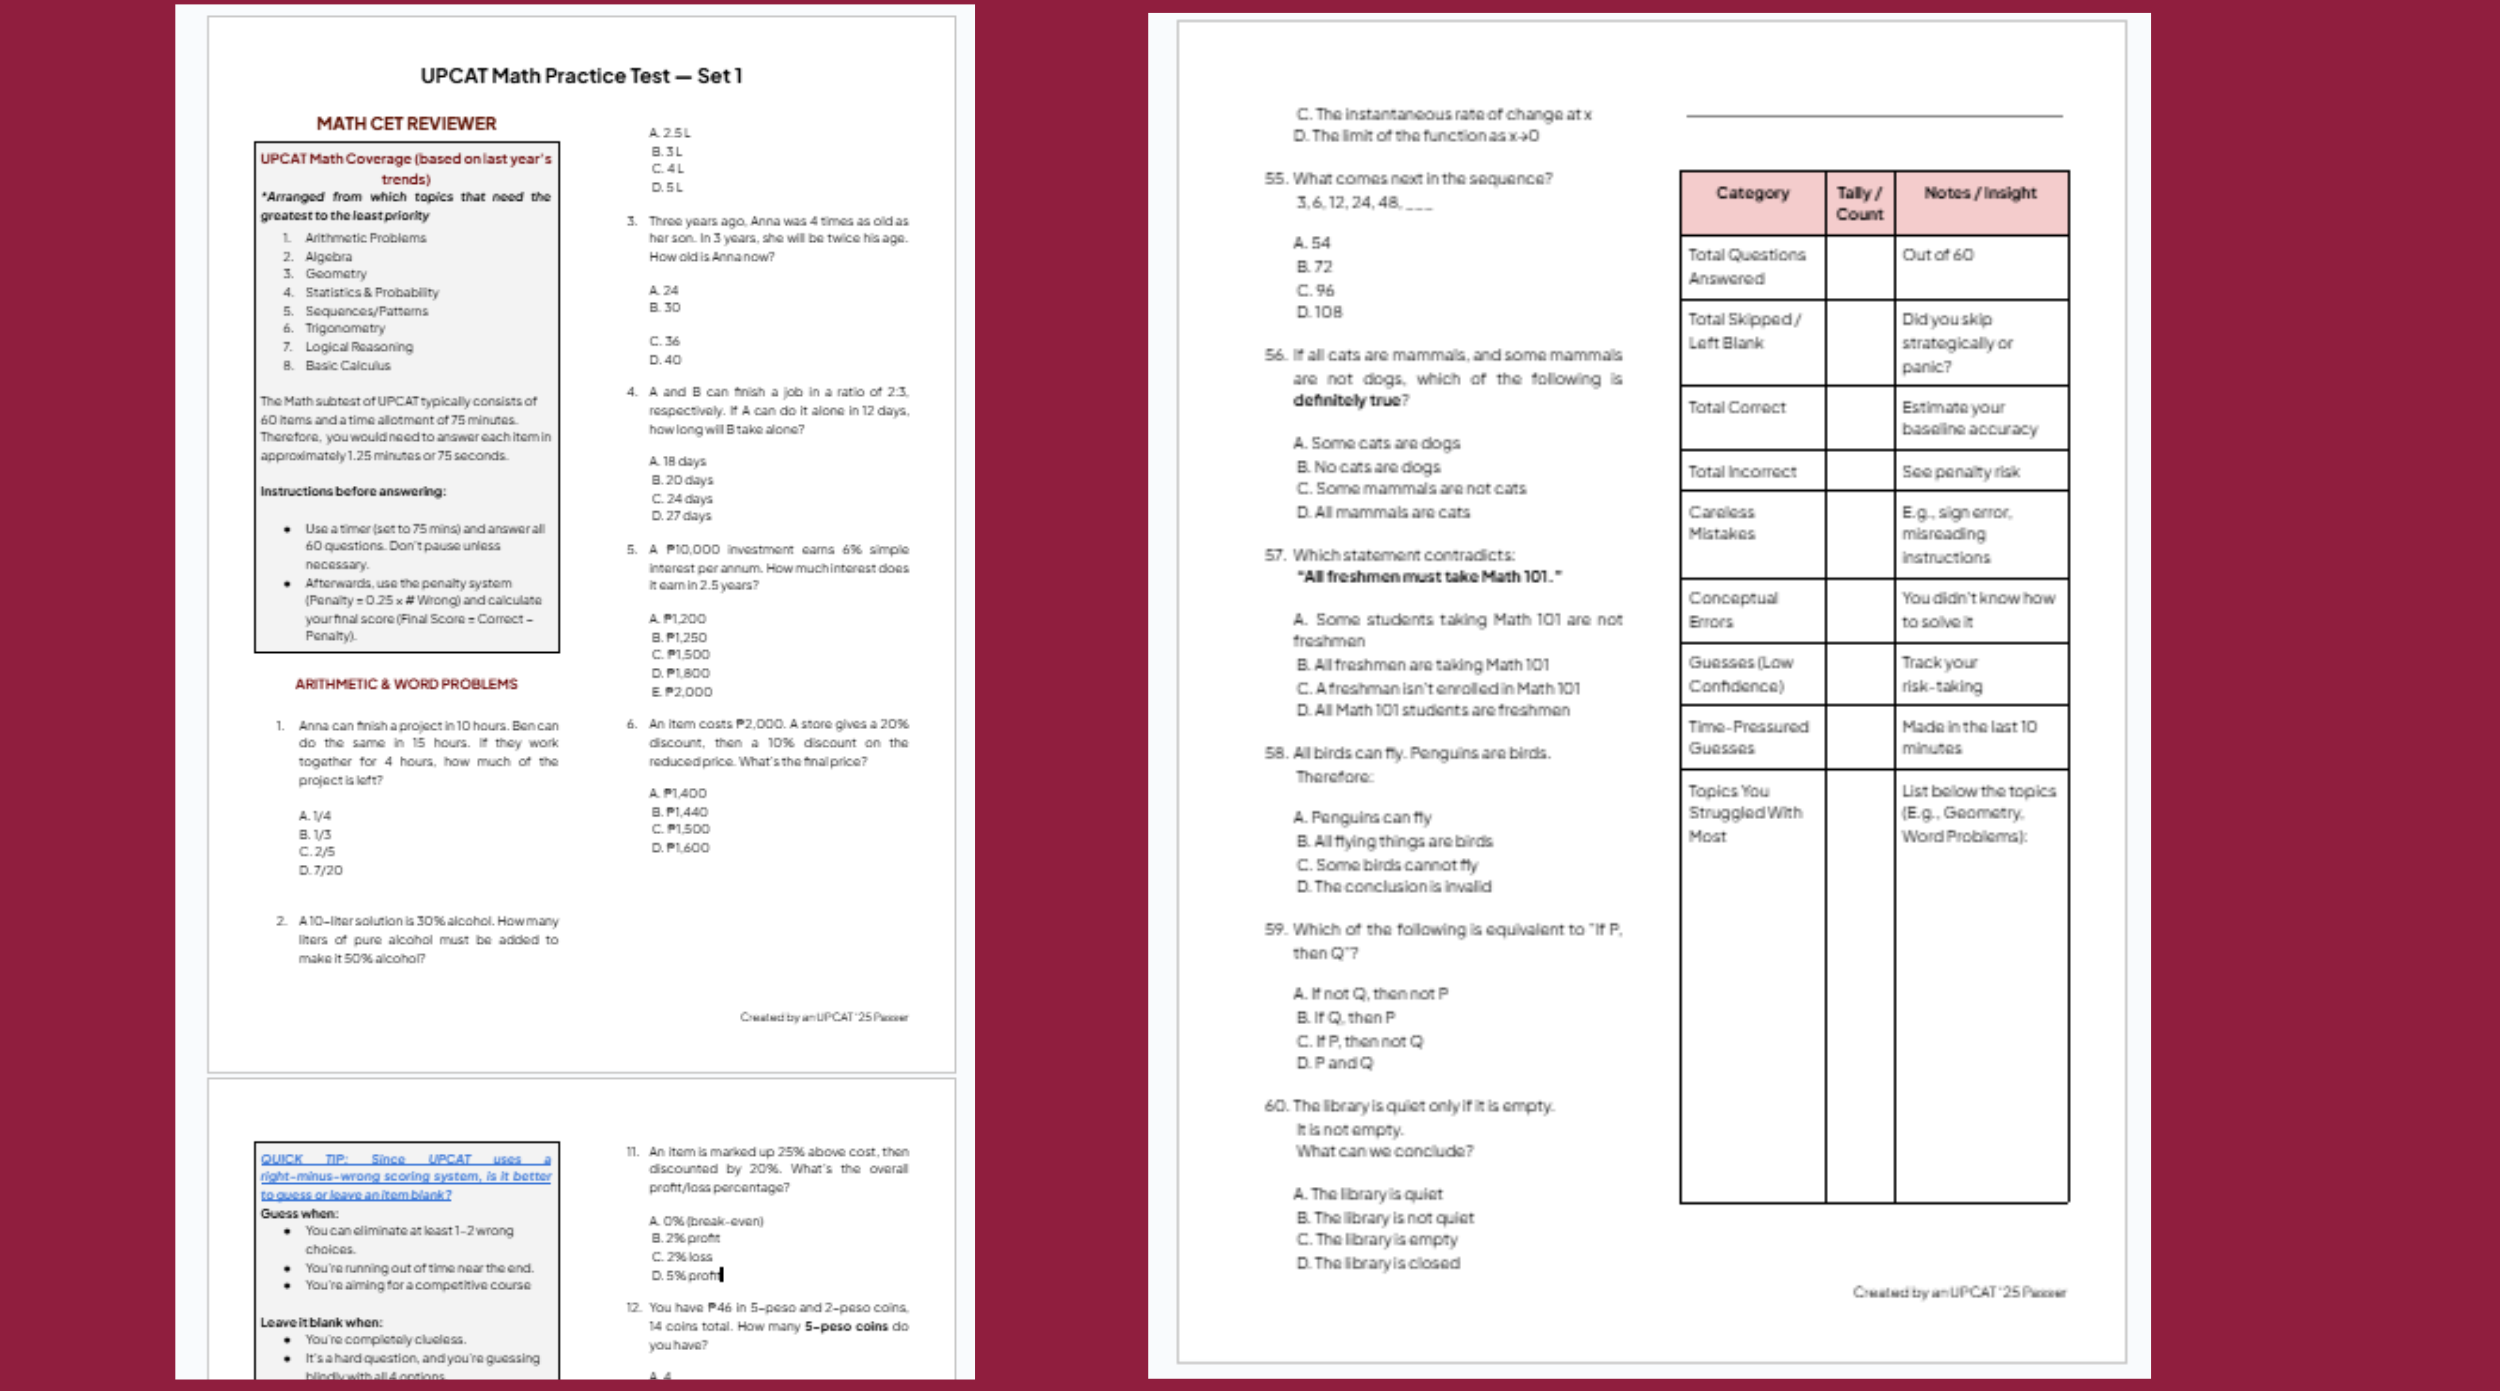 UPCAT Math Practice Test — Set 1
MATH CET REVIEWER
UPCAT Math Coverage (based on last year's
trends)
*Arranged from which topics that need the
greatest to the least priority
1. Arithmetic Problems
2. Algebra
3. Geometry
4. Statistics & Probability
5. Sequences/Patterns
6. Trigonometry
7. Logical Reasoning
8. Basic Calculus
The Math subtest of UPCAT typically consists of
60 items and a time allotment of 75 minutes.
Therefore, you would need to answer each item in
approximately 1.25 minutes or 75 seconds.
Instructions before answering:
● Use a timer (set to 75 mins) and answer all
60 questions. Don't pause unless
necessary.
● Afterwards, use the penalty system
(Penalty = 0.25 x # Wrong) and calculate
your final score (Final Score = Correct –
Penalty).
ARITHMETIC & WORD PROBLEMS
1. Anna can finish a project in 10 hours. Ben can
do the same in 15 hours. If they work
together for 4 hours, how much of the
project is left?
A. 1/4
B. 1/3
C. 2/5
D. 7/20
2. A 10-liter solution is 30% alcohol. How many
liters of pure alcohol must be added to
make it 50% alcohol?
A. 2.5 L
B. 3 L
C. 4 L
D. 5 L
3. Three years ago, Anna was 4 times as old as
her son. In 3 years, she will be twice his age.
How old is Anna now?
A. 24
B. 30
C. 36
D. 40
4. A and B can finish a job in a ratio of 2:3,
respectively. If A can do it alone in 12 days,
how long will B take alone?
A. 18 days
B. 20 days
C. 24 days
D. 27 days
5. A ₱10,000 investment earns 6% simple
interest per annum. How much interest does
it earn in 2.5 years?
A. ₱1,200
B. ₱1,250
C. ₱1,500
D. ₱1,800
E. ₱2,000
6. An item costs ₱2,000. A store gives a 20%
discount, then a 10% discount on the
reduced price. What's the final price?
A. ₱1,400
B. ₱1,440
C. ₱1,500
D. ₱1,600
Created by an UPCAT '25 Passer
QUICK TIP: Since UPCAT uses a
right-minus-wrong scoring system, is it better
to guess or leave an item blank?
Guess when:
● You can eliminate at least 1-2 wrong
choices.
● You're running out of time near the end.
● You're aiming for a competitive course
Leave it blank when:
● You're completely clueless.
● It's a hard question, and you're guessing
blindly with all 4 options.
11. An item is marked up 25% above cost, then
discounted by 20%. What's the overall
profit/loss percentage?
A. 0% (break-even)
B. 2% profit
C. 2% loss
D. 5% profit
12. You have ₱46 in 5-peso and 2-peso coins,
14 coins total. How many 5-peso coins do
you have?
A. 4
C. The instantaneous rate of change at x
D. The limit of the function as x→0
55. What comes next in the sequence?
3, 6, 12, 24, 48, ___
A. 54
B. 72
C. 96
D. 108
56. If all cats are mammals, and some mammals
are not dogs, which of the following is
definitely true?
A. Some cats are dogs
B. No cats are dogs
C. Some mammals are not cats
D. All mammals are cats
57. Which statement contradicts:
"All freshmen must take Math 101."
A. Some students taking Math 101 are not
freshmen
B. All freshmen are taking Math 101
C. A freshman isn't enrolled in Math 101
D. All Math 101 students are freshmen
58. All birds can fly. Penguins are birds.
Therefore:
A. Penguins can fly
B. All flying things are birds
C. Some birds cannot fly
D. The conclusion is invalid
59. Which of the following is equivalent to "If P,
then Q"?
A. If not Q, then not P
B. If Q, then P
C. If P, then not Q
D. P and Q
60. The library is quiet only if it is empty.
It is not empty.
What can we conclude?
A. The library is quiet
B. The library is not quiet
C. The library is empty
D. The library is closed
Category
Tally /
Count
Notes / Insight
Total Questions
Answered
Out of 60
Total Skipped /
Left Blank
Did you skip
strategically or
panic?
Total Correct
Estimate your
baseline accuracy
Total Incorrect
See penalty risk
Careless
Mistakes
E.g., sign error,
misreading
instructions
Conceptual
Errors
You didn't know how
to solve it
Guesses (Low
Confidence)
Track your
risk-taking
Time-Pressured
Guesses
Made in the last 10
minutes
Topics You
Struggled With
Most
List below the topics
(E.g., Geometry,
Word Problems):
Created by an UPCAT '25 Passer